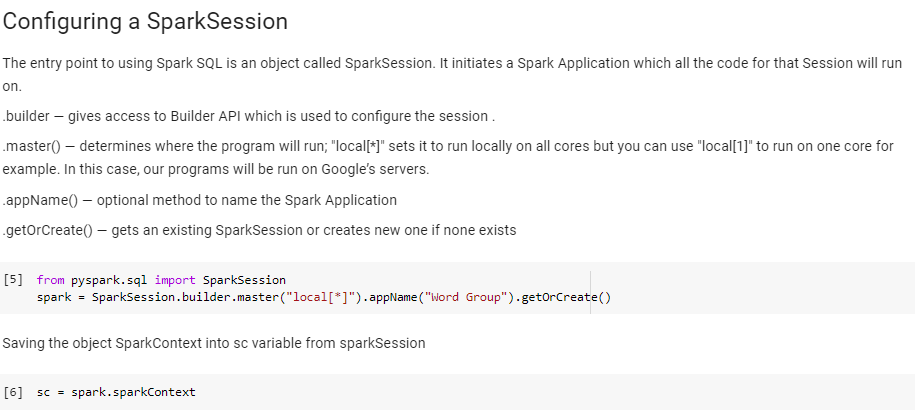 Configuring a SparkSession
The entry point to using Spark SQL is an object called SparkSession. It initiates a Spark Application which all the code for that Session will run
on.
.builder — gives access to Builder API which is used to configure the session .
.master() — determines where the program will run; "local[*]" sets it to run locally on all cores but you can use "local[1]" to run on one core for
example. In this case, our programs will be run on Google's servers.
.appName() — optional method to name the Spark Application
.getOrCreate() — gets an existing SparkSession or creates new one if none exists
[5] from pyspark.sql import SparkSession
spark = SparkSession.builder.master("local[*]").appName("Word Group").getOrCreate()
Saving the object SparkContext into sc variable from sparkSession
[6] sc = spark.sparkContext